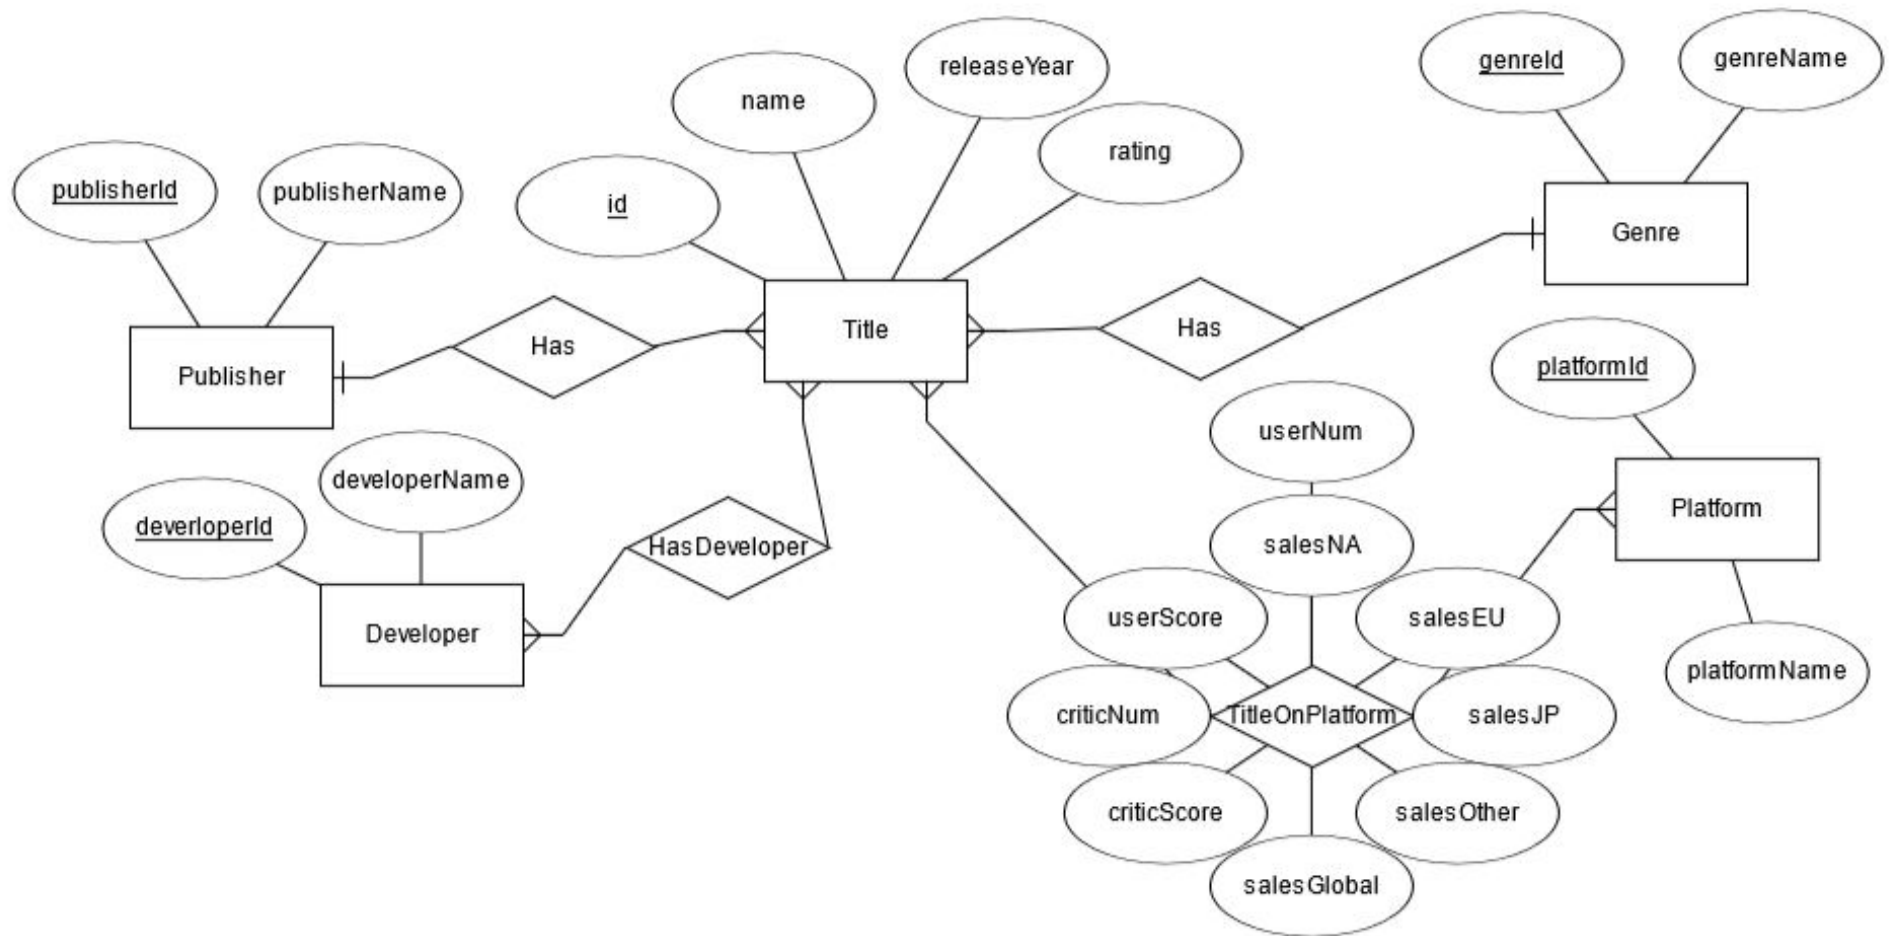 genreId
genreName
releaseYear
name
rating
publisherId
publisherName
id
Genre
Title
Has
Has
Publisher
platformId
userNum
developerName
Platform
deverloperId
HasDeveloper
salesNA
userScore
salesEU
Developer
platformName
criticNum
TitleOnPlatform
salesJP
criticScore
salesOther
salesGlobal